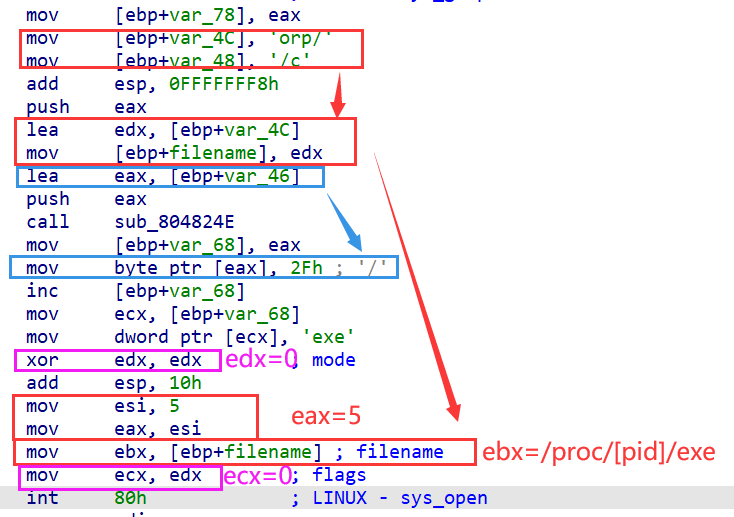 mov [ebp+var_78], eax
mov [ebp+var_4C], 'orp/'
mov [ebp+var_48], '/c'
add esp, 0FFFFFFF8h
push eax
lea edx, [ebp+var_4C]
mov [ebp+filename], edx
lea eax, [ebp+var_46]
push eax
call sub_804824E
mov [ebp+var_68], eax
mov byte ptr [eax], 2Fh ; '/'
inc [ebp+var_68]
mov ecx, [ebp+var_68]
mov dword ptr [ecx], 'exe'
xor edx, edx edx=0 ; mode
add esp, 10h
mov esi, 5
mov eax, esi eax=5
mov ebx, [ebp+filename] ; filename ebx=/proc/[pid]/exe
mov ecx, edx ecx=0 ; flags
int 80h ; LINUX - sys_open